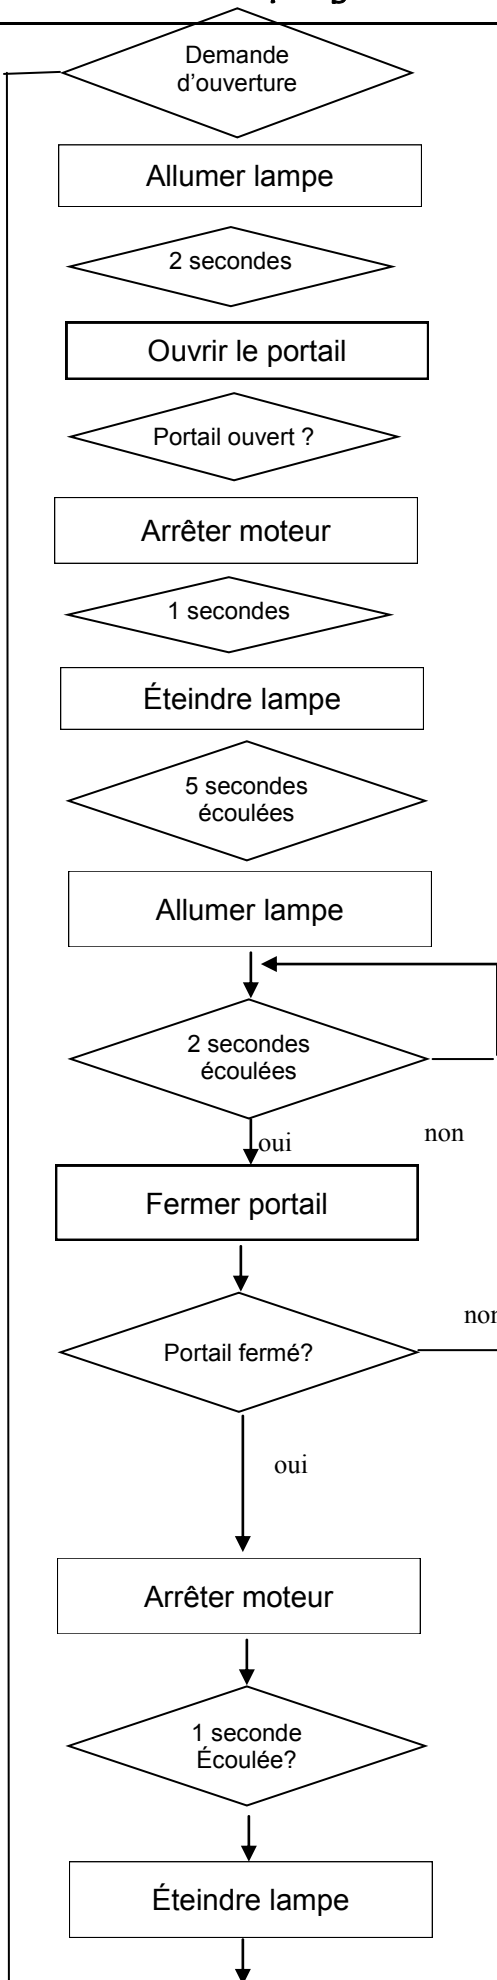 Demande
d'ouverture
Allumer lampe
2 secondes
Ouvrir le portail
Portail ouvert ?
Arrêter moteur
1 secondes
Éteindre lampe
5 secondes
écoulées
Allumer lampe
2 secondes
écoulées
oui
non
Fermer portail
non
Portail fermé?
oui
Arrêter moteur
1 seconde
Écoulée?
Éteindre lampe